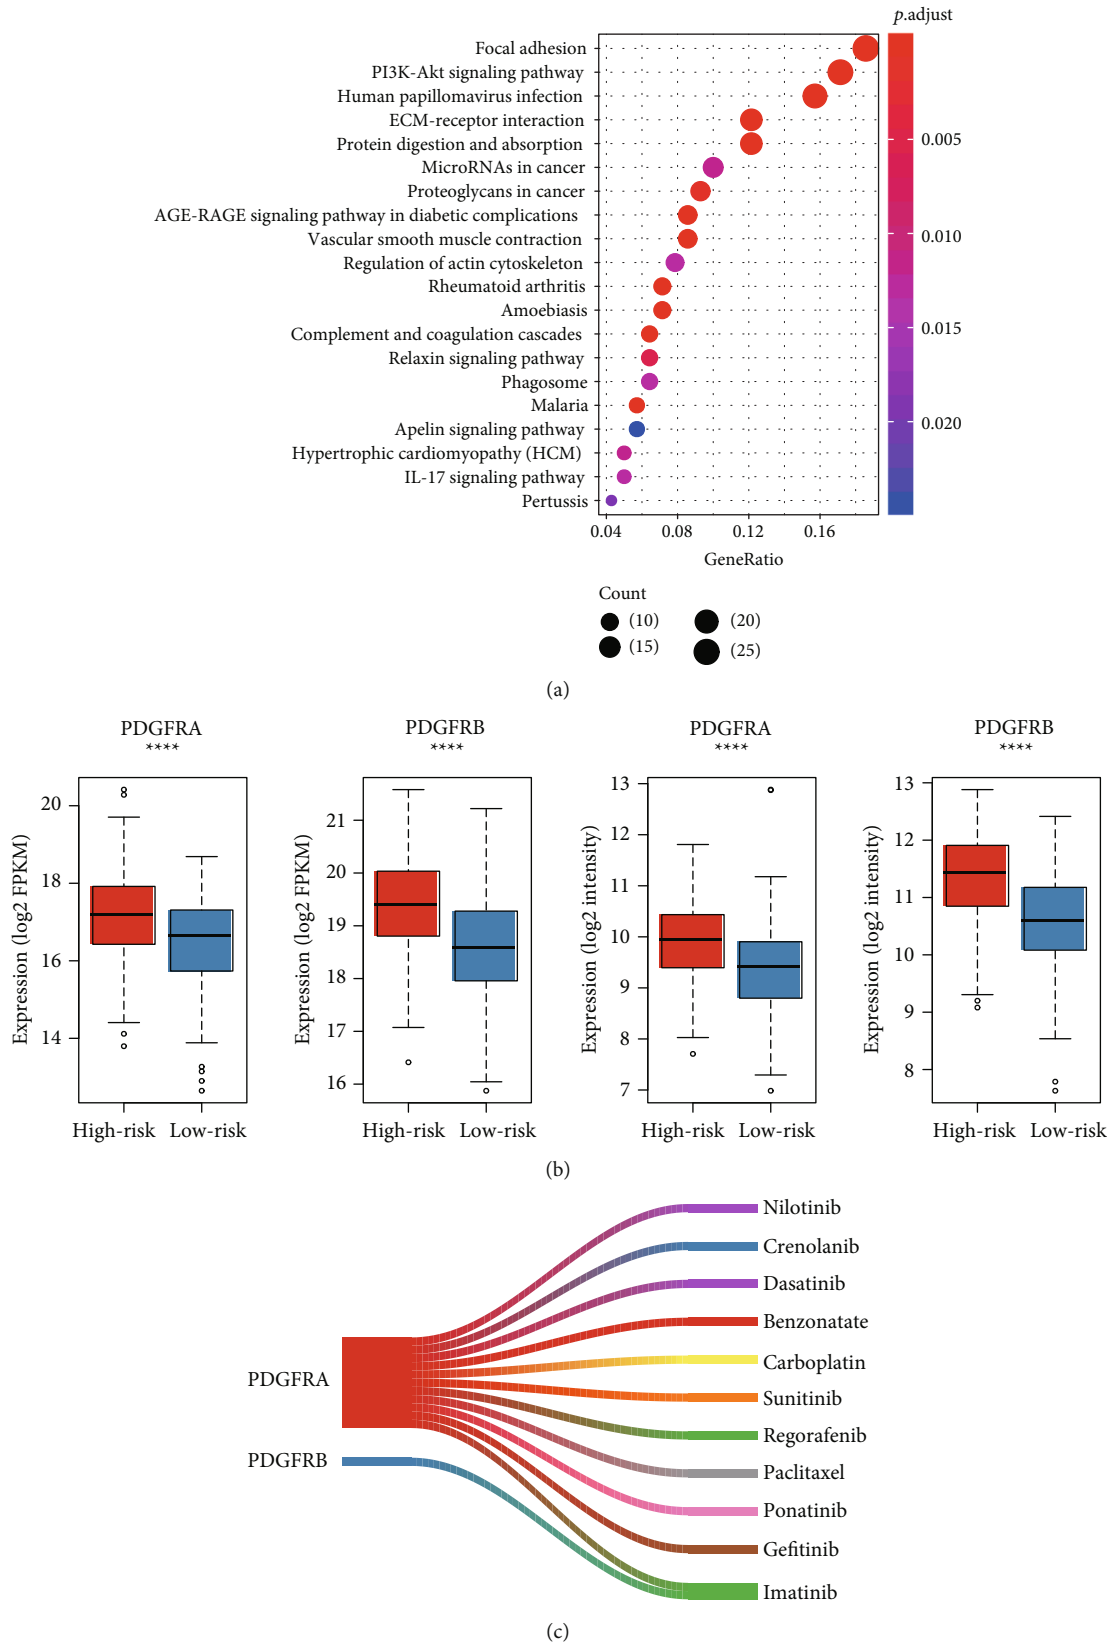 p.adjust
Focal adhesion
PI3K-Akt signaling pathway
Human papillomavirus infection
ECM-receptor interaction
Protein digestion and absorption
MicroRNAs in cancer
Proteoglycans in cancer
AGE-RAGE signaling pathway in diabetic complications
Vascular smooth muscle contraction
Regulation of actin cytoskeleton
Rheumatoid arthritis
Amoebiasis
Complement and coagulation cascades
Relaxin signaling pathway
Phagosome
Malaria
Apelin signaling pathway
Hypertrophic cardiomyopathy (HCM)
IL-17 signaling pathway
Pertussis
0.005
0.010
0.015
0.020
0.04 0.08 0.12 0.16
GeneRatio
Count
(10) (20)
(15) (25)
(a)
PDGFRA
****
Expression (log2 FPKM)
20
18
16
14
High-risk Low-risk
PDGFRB
****
Expression (log2 FPKM)
21
20
19
18
17
16
High-risk Low-risk
PDGFRA
****
Expression (log2 intensity)
13
12
11
10
9
8
7
High-risk Low-risk
PDGFRB
****
Expression (log2 intensity)
13
12
11
10
9
8
High-risk Low-risk
(b)
PDGFRA
PDGFRB
Nilotinib
Crenolanib
Dasatinib
Benzonatate
Carboplatin
Sunitinib
Regorafenib
Paclitaxel
Ponatinib
Gefitinib
Imatinib
(c)